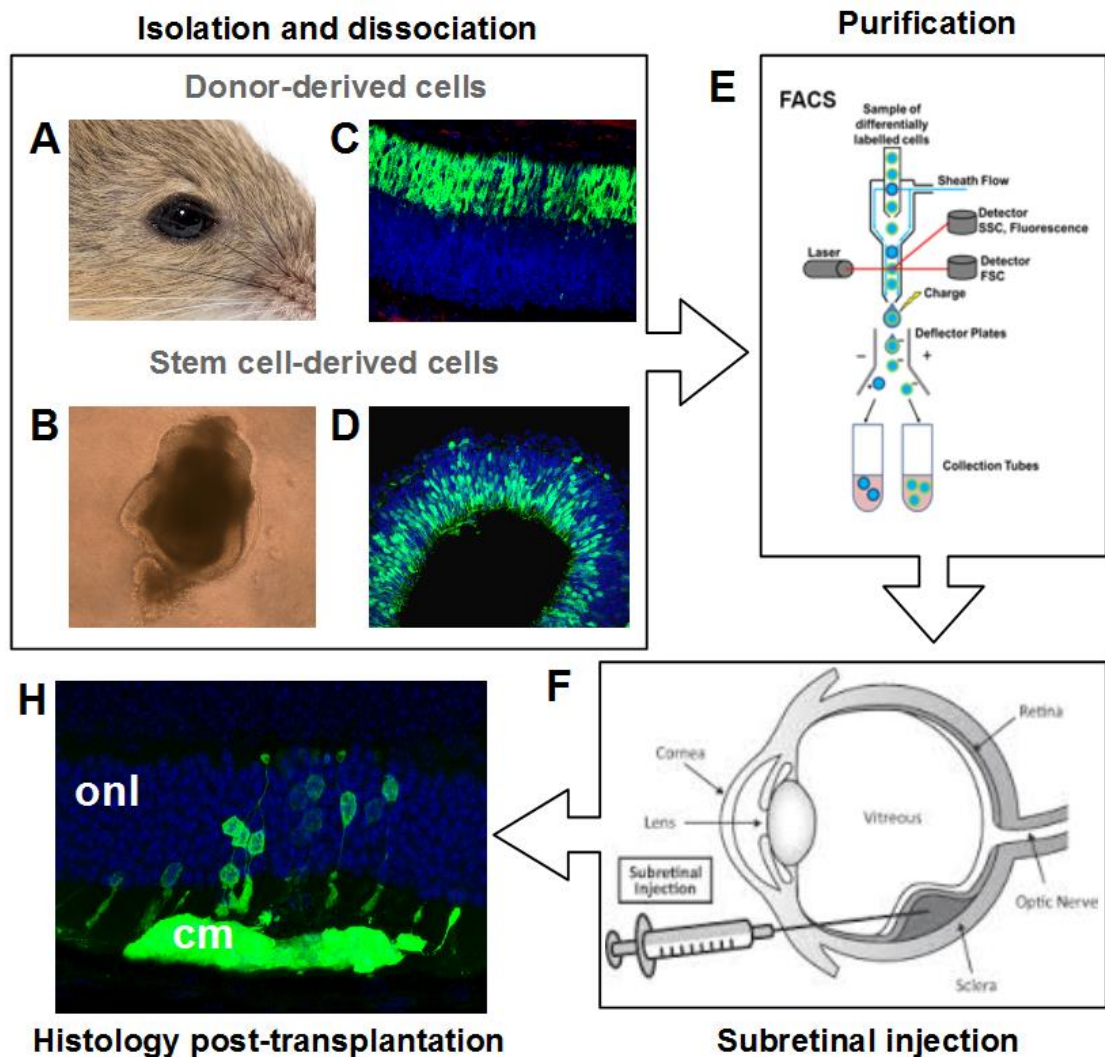 Isolation and dissociation
Donor-derived cells
A
C
Stem cell-derived cells
B
D
Purification
E
FACS
Sample of
differentially
labelled cells
Sheath Flow
Detector
SSC, Fluorescence
Laser
Detector
FSC
Charge
Deflector Plates
−
+
Collection Tubes
F
Retina
Cornea
Lens
Vitreous
Subretinal
Injection
Optic Nerve
Sclera
Subretinal injection
H
onl
cm
Histology post-transplantation